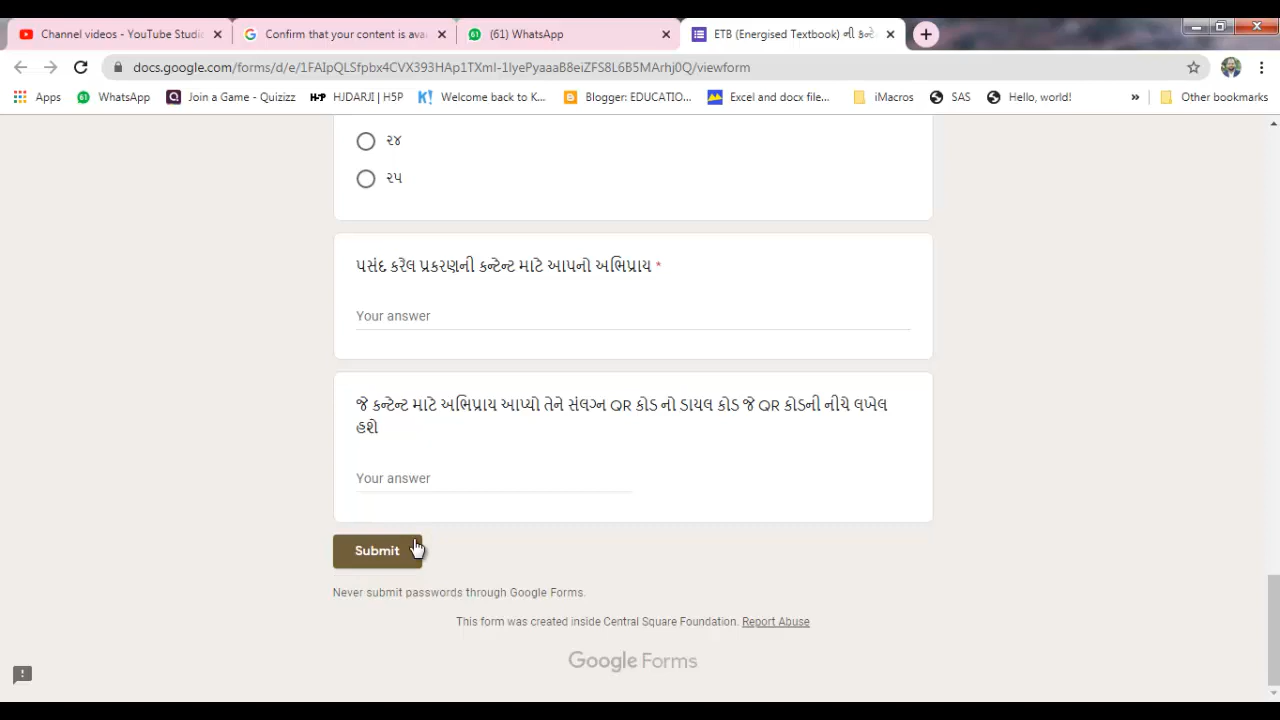 Channel videos - YouTube Studio
Confirm that your content is avai
(1) WhatsApp
ETB (Energised Textbook) ની કન્ટે
docs.google.com/forms/d/e/1FAIpQLSfpbx4CVX393HAp1TXmI-1IyePyaaaB8eiZFS8L6B5MArhj0Q/viewform
Apps
WhatsApp
Join a Game - Quizizz
HJDARJI | H5P
Welcome back to K...
Blogger: EDUCATIO...
Excel and docx file...
iMacros
SAS
Hello, world!
Other bookmarks
૨૪
૨૫
પસંદ કરેલ પ્રકરણની કન્ટેન્ટ માટે આપનો અભિપ્રાય *
Your answer
જે કન્ટેન્ટ માટે અભિપ્રાય આપ્યો તેને સંલગ્ન QR કોડ નો ડાયલ કોડ જે QR કોડની નીચે લખેલ
હશે
Your answer
Submit
Never submit passwords through Google Forms.
This form was created inside Central Square Foundation. Report Abuse
Google Forms